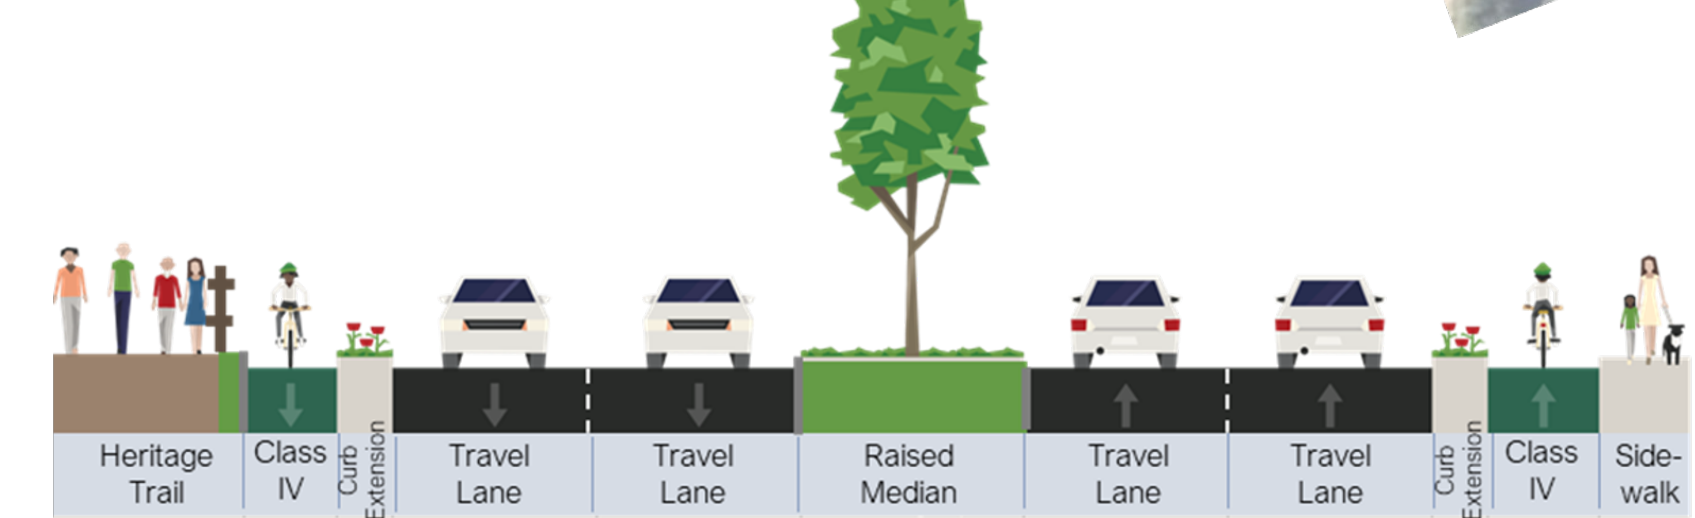 Heritage
Trail
Class
IV
Curb
Extension
Travel
Lane
Travel
Lane
Raised
Median
Travel
Lane
Travel
Lane
Curb
Extension
Class
IV
Side-
walk